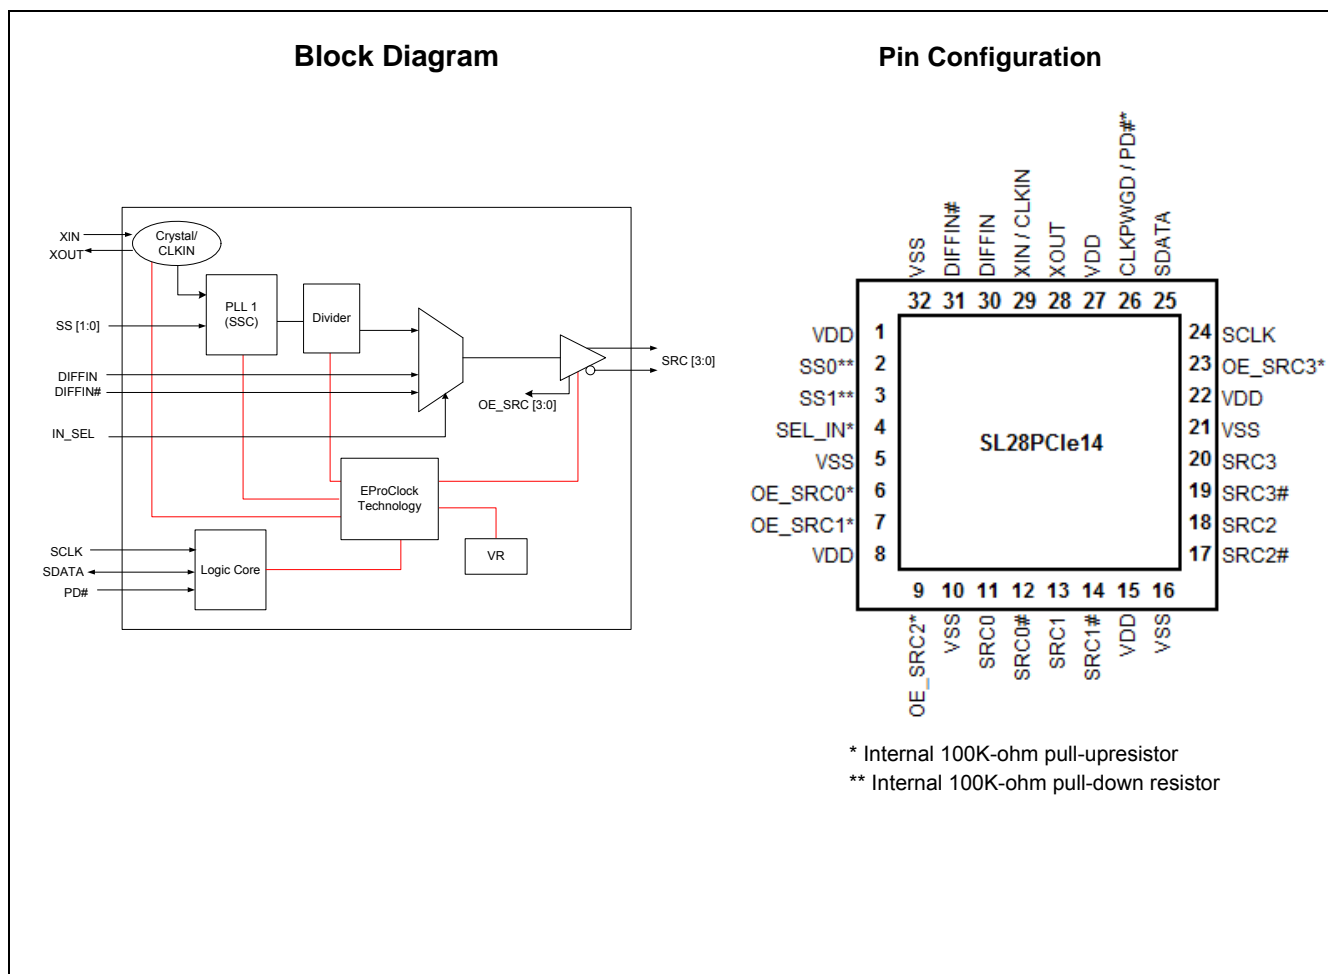 Block Diagram
XIN
XOUT
Crystal/
CLKIN
SS [1:0]
PLL 1
(SSC)
Divider
DIFFIN
DIFFIN#
IN_SEL
OE_SRC [3:0]
SRC [3:0]
EProClock
Technology
VR
SCLK
SDATA
PD#
Logic Core
Pin Configuration
VSS
DIFFIN#
DIFFIN
XIN / CLKIN
XOUT
VDD
CLKPWGD / PD#*
SDATA
32 31 30 29 28 27 26 25
VDD 1
SS0** 2
SS1** 3
SEL_IN* 4
VSS 5
OE_SRC0* 6
OE_SRC1* 7
VDD 8
SL28PCIe14
24 SCLK
23 OE_SRC3*
22 VDD
21 VSS
20 SRC3
19 SRC3#
18 SRC2
17 SRC2#
9 10 11 12 13 14 15 16
OE_SRC2*
VSS
SRC0
SRC0#
SRC1
SRC1#
VDD
VSS
* Internal 100K-ohm pull-upresistor
** Internal 100K-ohm pull-down resistor